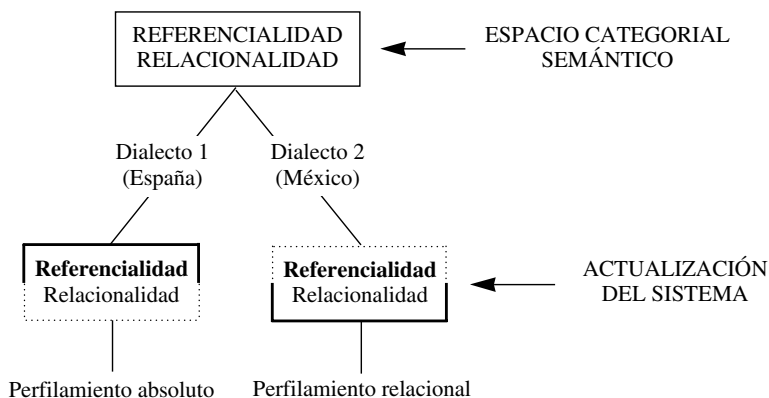 REFERENCIALIDAD
RELACIONALIDAD
ESPACIO CATEGORIAL
SEMÁNTICO
Dialecto 1
(España)
Dialecto 2
(México)
Referencialidad
Relacionalidad
Referencialidad
Relacionalidad
ACTUALIZACIÓN
DEL SISTEMA
Perfilamiento absoluto
Perfilamiento relacional